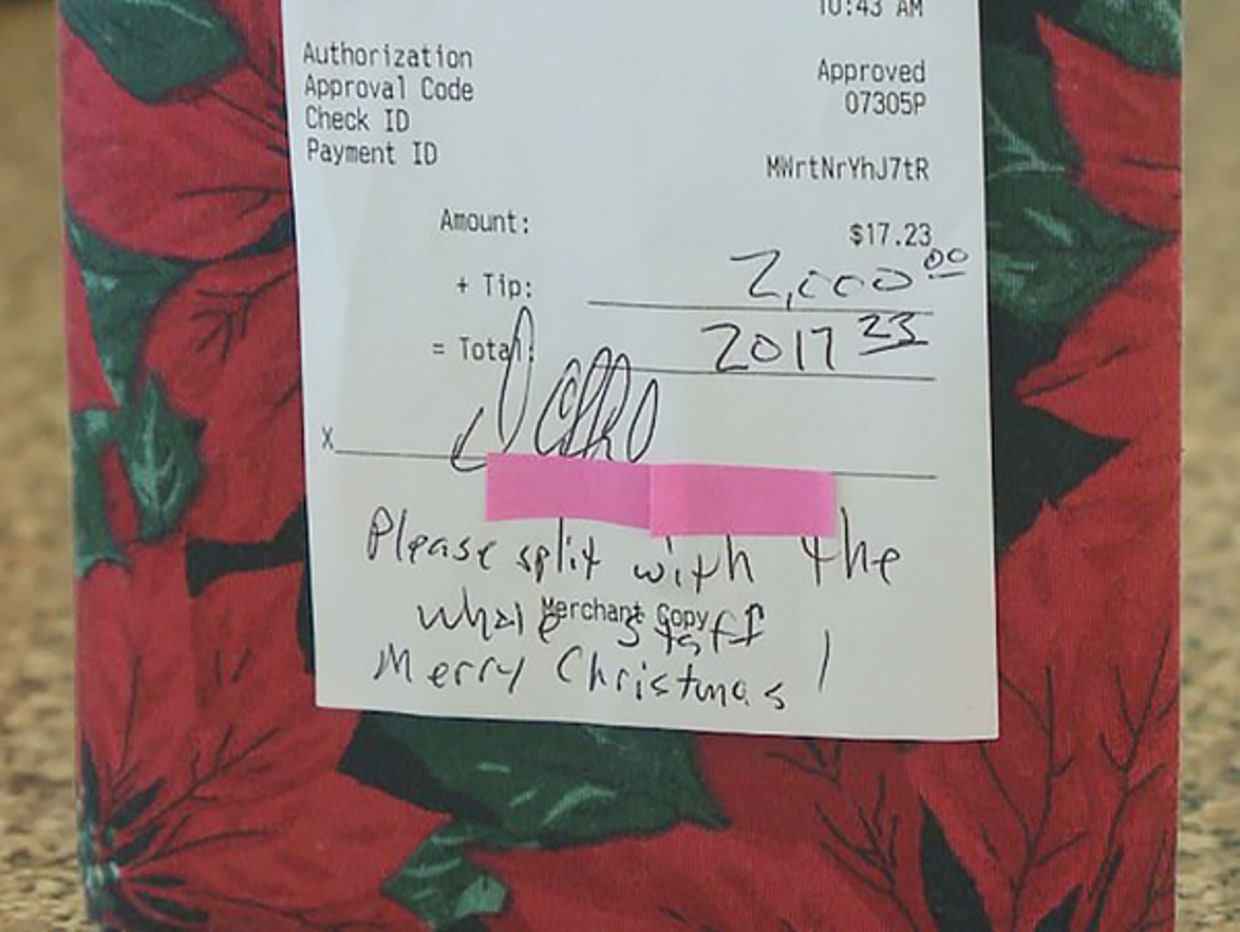 10:43 AM
Authorization Approved
Approval Code 07305P
Check ID
Payment ID MWrtNrYhJ7tR
Amount: $17.23
+ Tip: 2,000 00
= Total: 2017 23
X
Please split with the
whole staff
Merchant Copy
Merry Christmas!